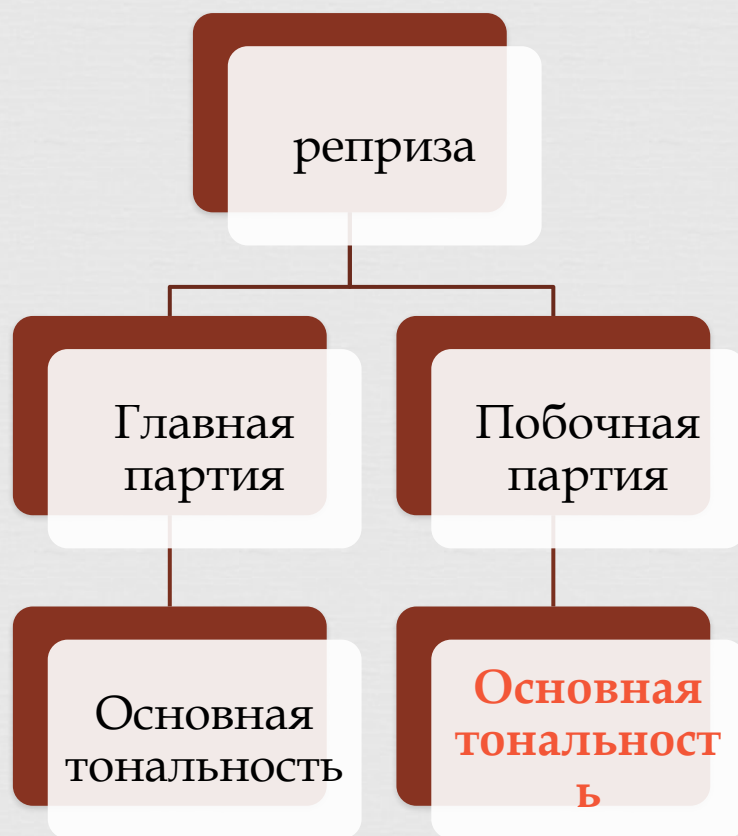 реприза
Главная
партия
Побочная
партия
Основная
тональность
Основная
тональност
ь